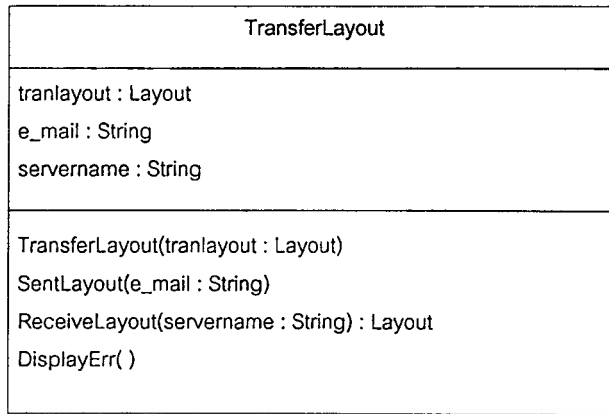 TransferLayout
tranlayout : Layout
e_mail : String
servername : String
TransferLayout(tranlayout : Layout)
SentLayout(e_mail : String)
ReceiveLayout(servername : String) : Layout
DisplayErr( )